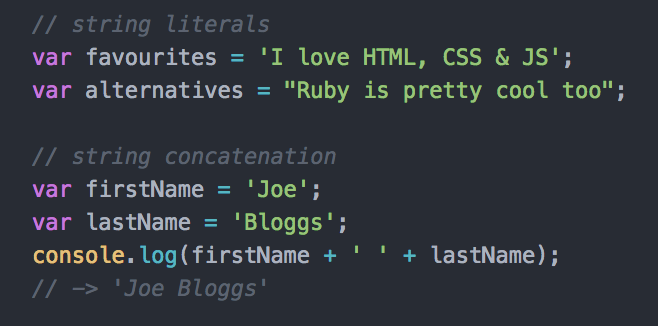 // string literals
var favourites = 'I love HTML, CSS & JS';
var alternatives = "Ruby is pretty cool too";
// string concatenation
var firstName = 'Joe';
var lastName = 'Bloggs';
console.log(firstName + ' ' + lastName);
// -> 'Joe Bloggs'